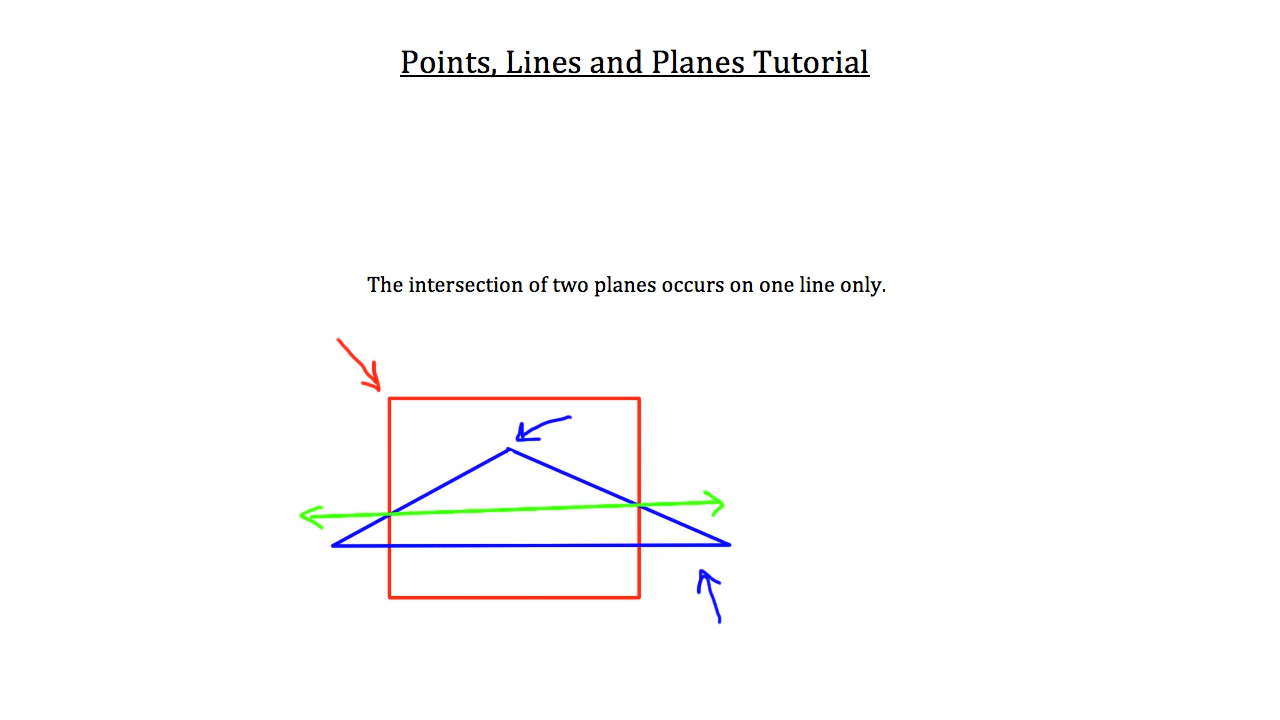 Points, Lines and Planes Tutorial
The intersection of two planes occurs on one line only.